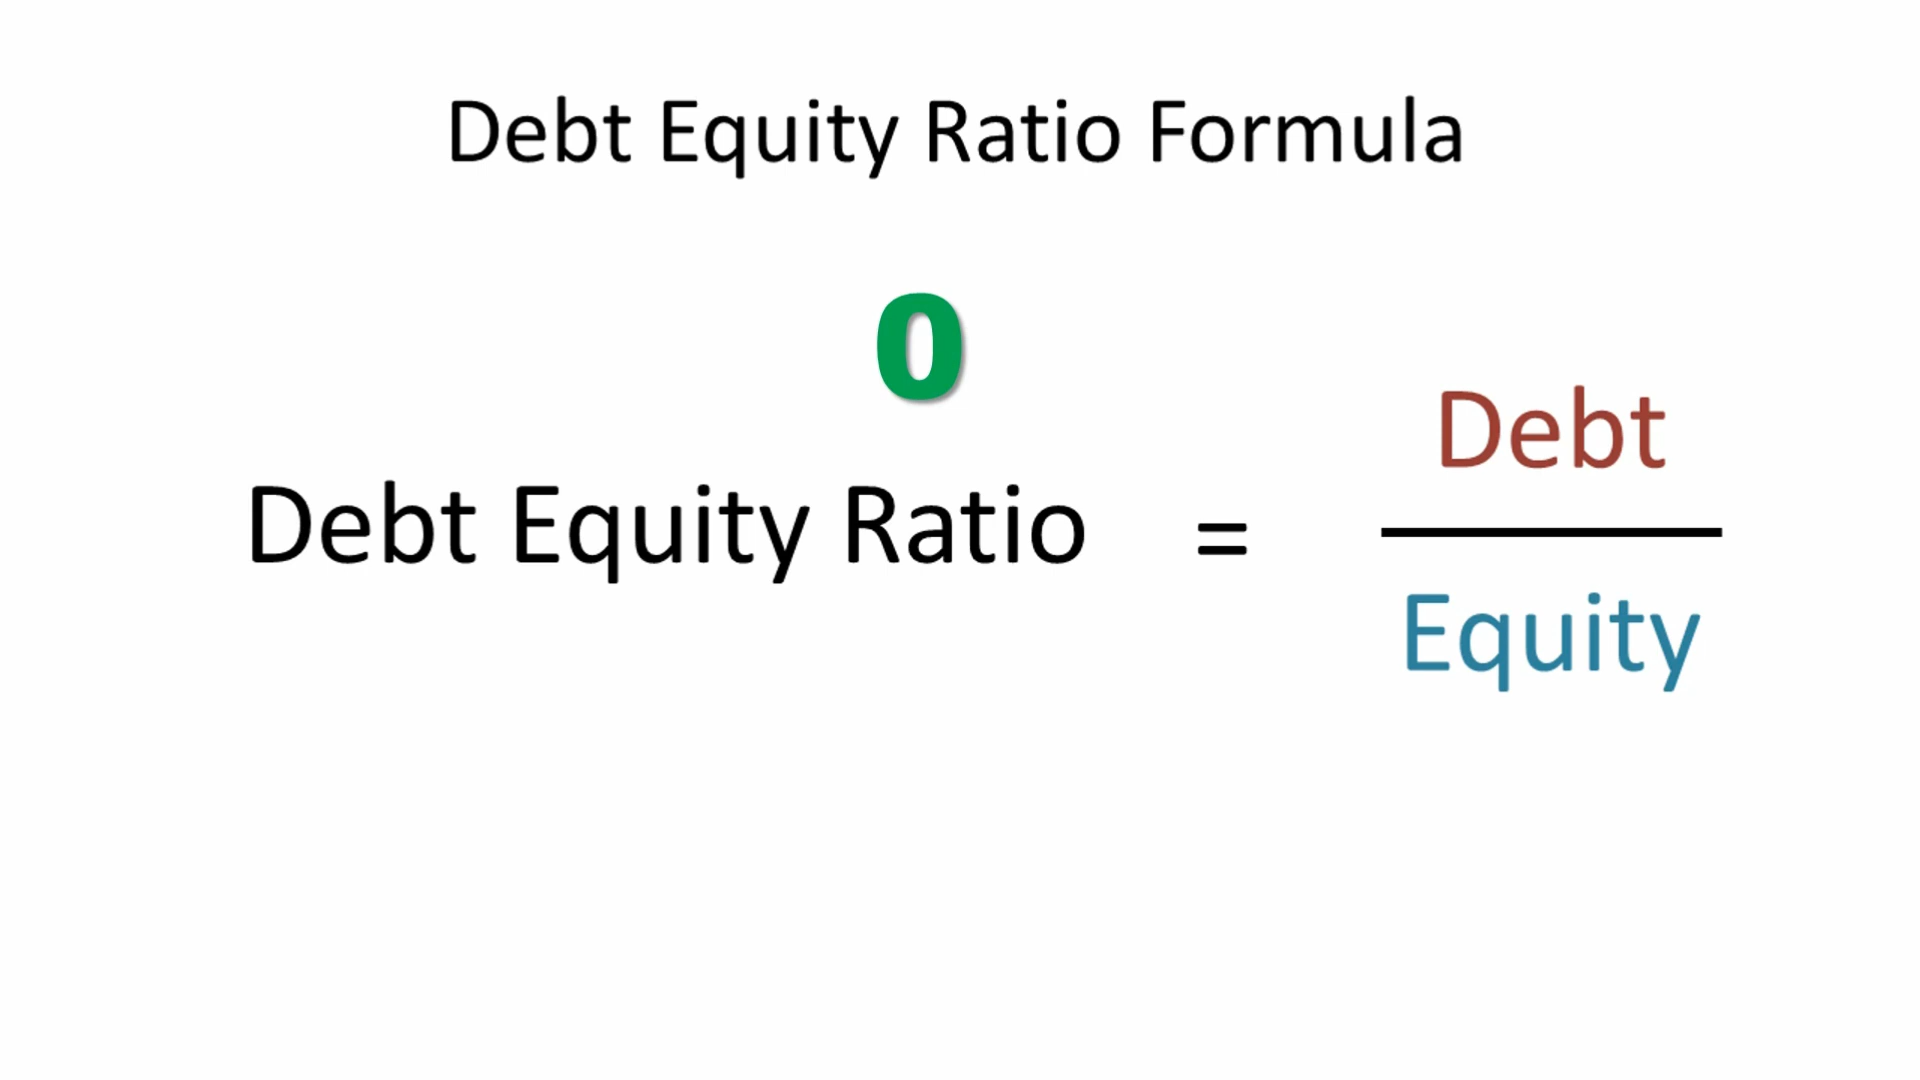 Debt Equity Ratio Formula
0
Debt Equity Ratio = Debt
Equity